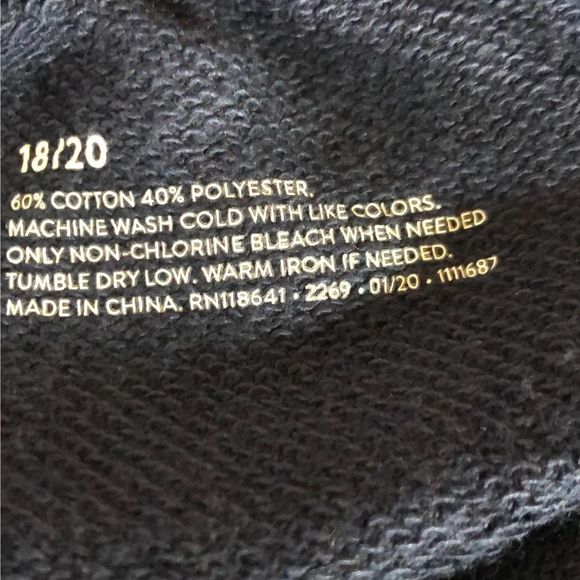 18/20
60% COTTON 40% POLYESTER.
MACHINE WASH COLD WITH LIKE COLORS.
ONLY NON-CHLORINE BLEACH WHEN NEEDED
TUMBLE DRY LOW. WARM IRON IF NEEDED.
MADE IN CHINA. RN118641 • 2269 • 01/20 • 1111687